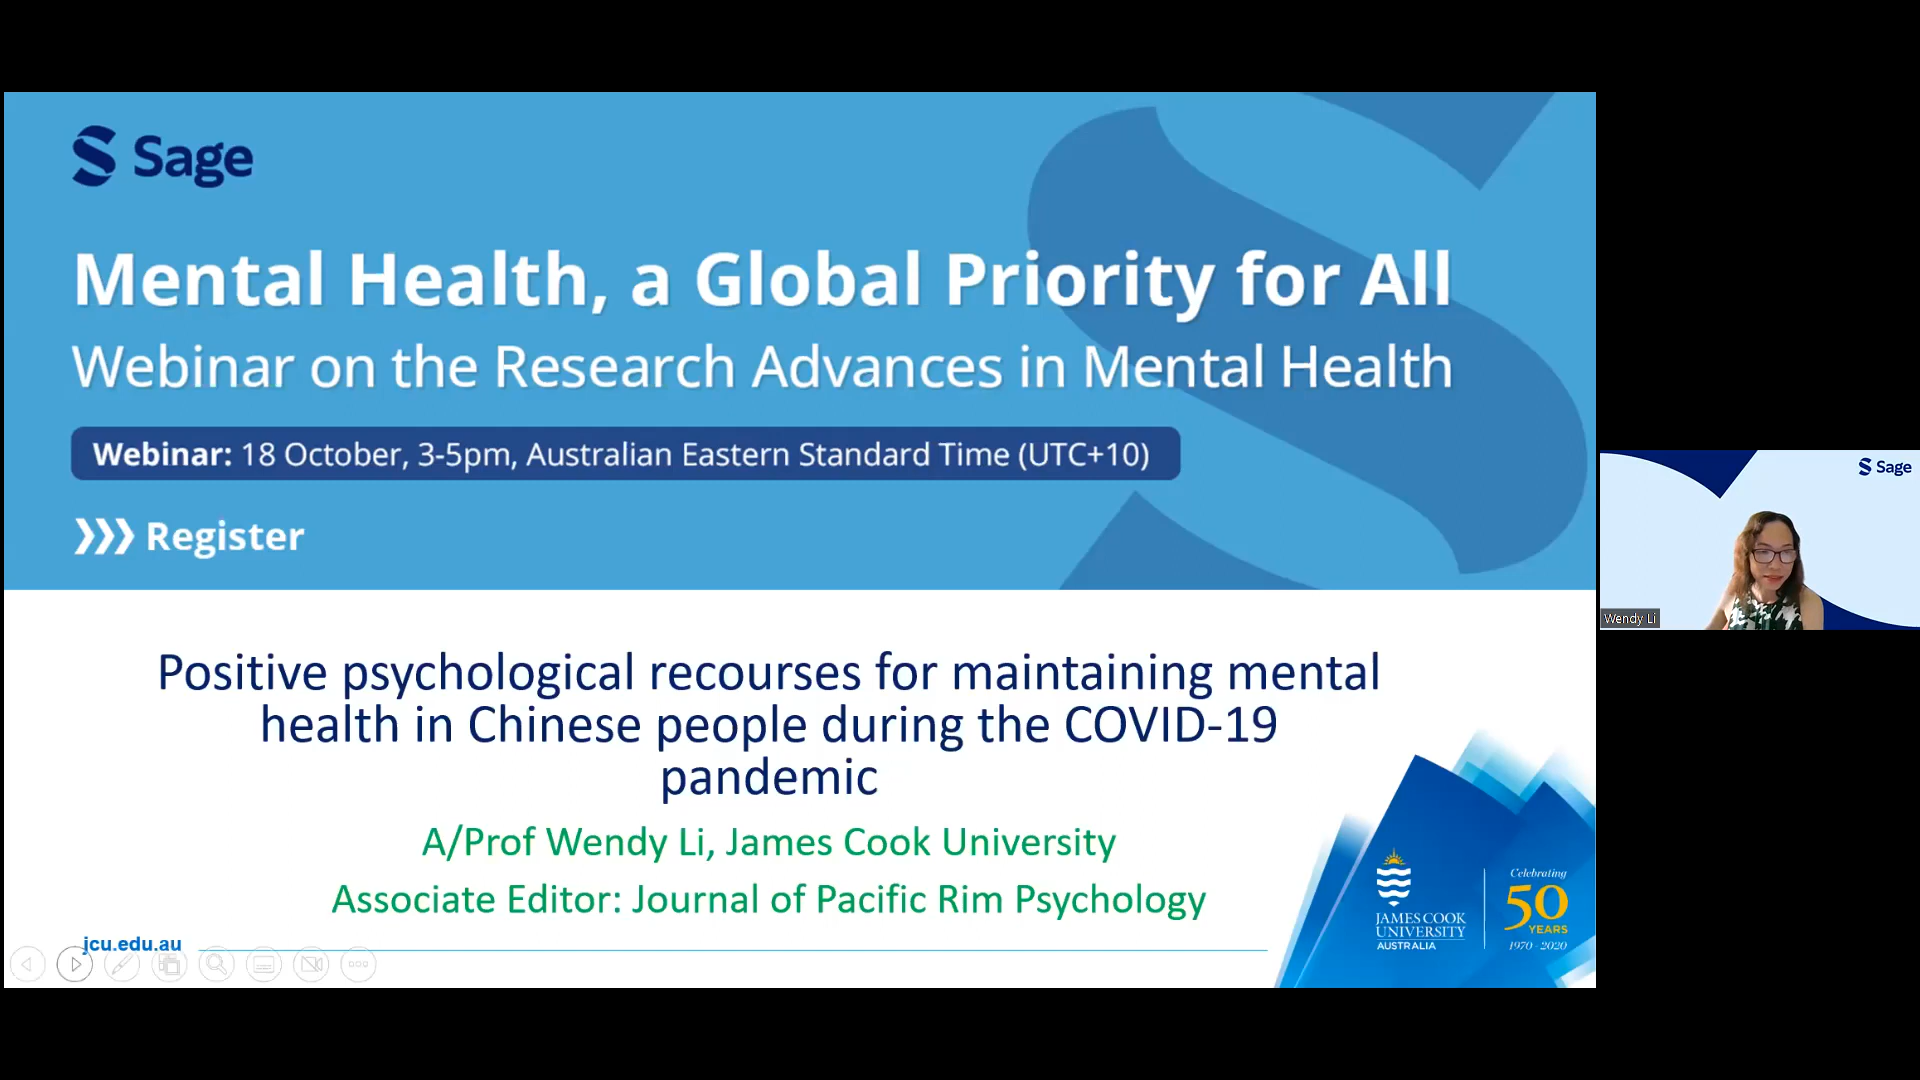 Sage
Mental Health, a Global Priority for All
Webinar on the Research Advances in Mental Health
Webinar: 18 October, 3-5pm, Australian Eastern Standard Time (UTC+10)
Register
Positive psychological recourses for maintaining mental
health in Chinese people during the COVID-19
pandemic
A/Prof Wendy Li, James Cook University
Associate Editor: Journal of Pacific Rim Psychology
jcu.edu.au
JAMES COOK
UNIVERSITY
AUSTRALIA
Celebrating
50
YEARS
1970 - 2020
Sage
Wendy Li